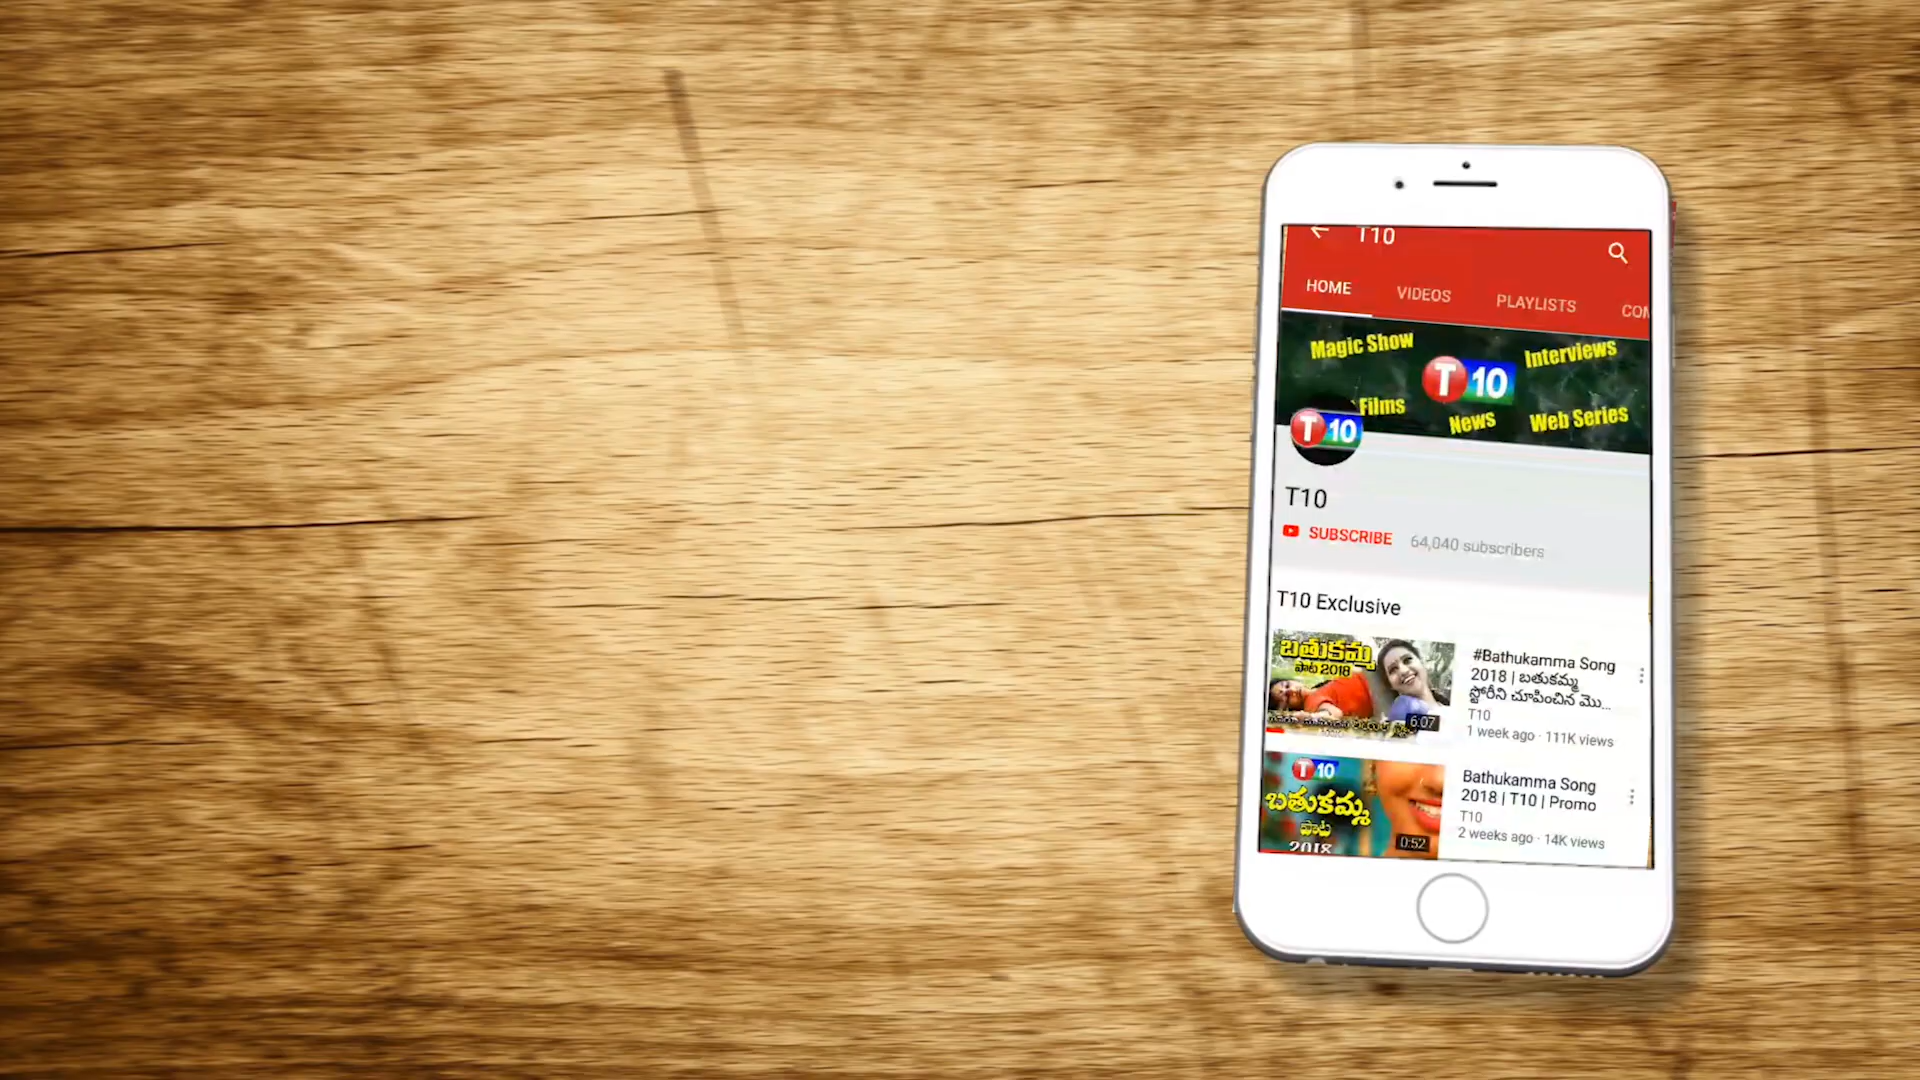 T10
HOME VIDEOS PLAYLISTS
Magic Show
Interviews
T 10
Films
News
Web Series
T 10
T10
SUBSCRIBE 64,040 subscribers
T10 Exclusive
బతుకమ్మ
పాట 2018
6:07
#Bathukamma Song
2018 | బతుకమ్మ
స్టోరీని చూపించిన మొ...
T10
1 week ago · 111K views
T 10
బతుకమ్మ
పాట
2018
0:52
Bathukamma Song
2018 | T10 | Promo
T10
2 weeks ago · 14K views